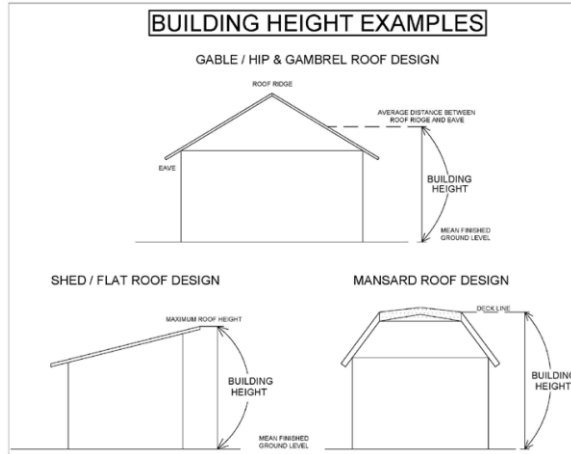 BUILDING HEIGHT EXAMPLES
GABLE / HIP & GAMBREL ROOF DESIGN
ROOF RIDGE
AVERAGE DISTANCE BETWEEN
ROOF RIDGE AND EAVE
EAVE
BUILDING
HEIGHT
MEAN FINISHED
GROUND LEVEL
SHED / FLAT ROOF DESIGN
MAXIMUM ROOF HEIGHT
BUILDING
HEIGHT
MEAN FINISHED
GROUND LEVEL
MANSARD ROOF DESIGN
DECK LINE
BUILDING
HEIGHT